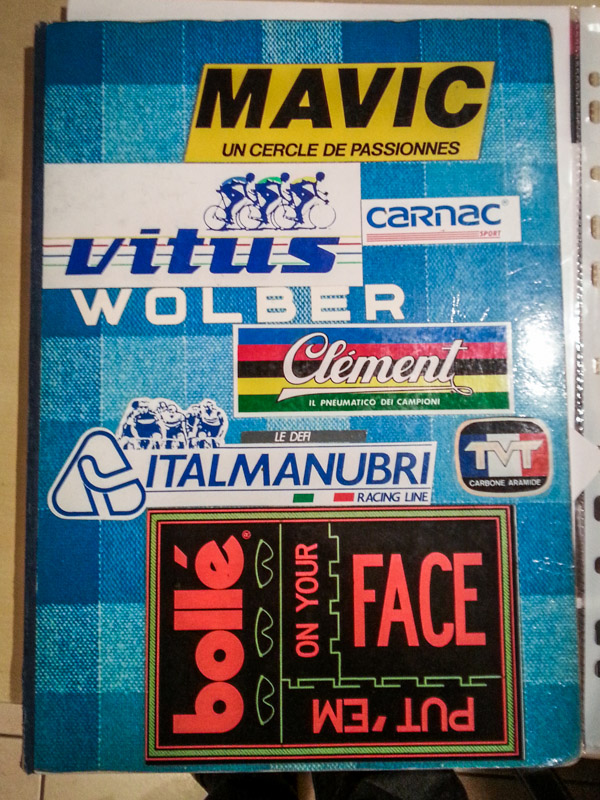 MAVIC
UN CERCLE DE PASSIONNES
carnac®
SPORT
vitus
WOLBER
Clément
IL PNEUMATICO DEI CAMPIONI
LE DEFI
ITALMANUBRI
RACING LINE
TVT
CARBONE ARAMIDE
bollé®
PUT'EM
ON YOUR
FACE